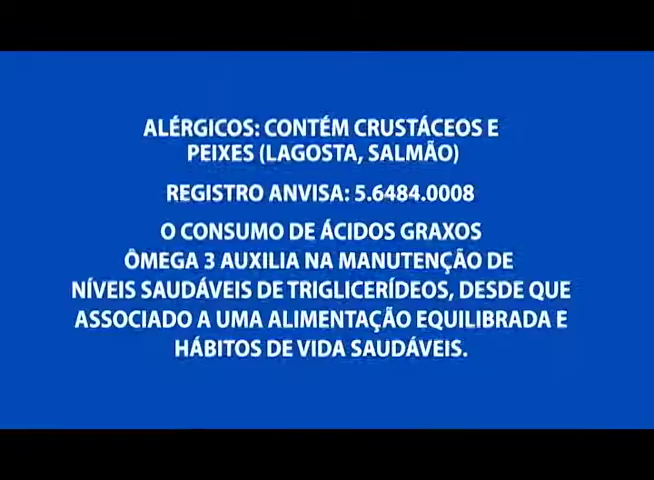 ALÉRGICOS: CONTÉM CRUSTÁCEOS E
PEIXES (LAGOSTA, SALMÃO)
REGISTRO ANVISA: 5.6484.0008
O CONSUMO DE ÁCIDOS GRAXOS
ÔMEGA 3 AUXILIA NA MANUTENÇÃO DE
NÍVEIS SAUDÁVEIS DE TRIGLICERÍDEOS, DESDE QUE
ASSOCIADO A UMA ALIMENTAÇÃO EQUILIBRADA E
HÁBITOS DE VIDA SAUDÁVEIS.